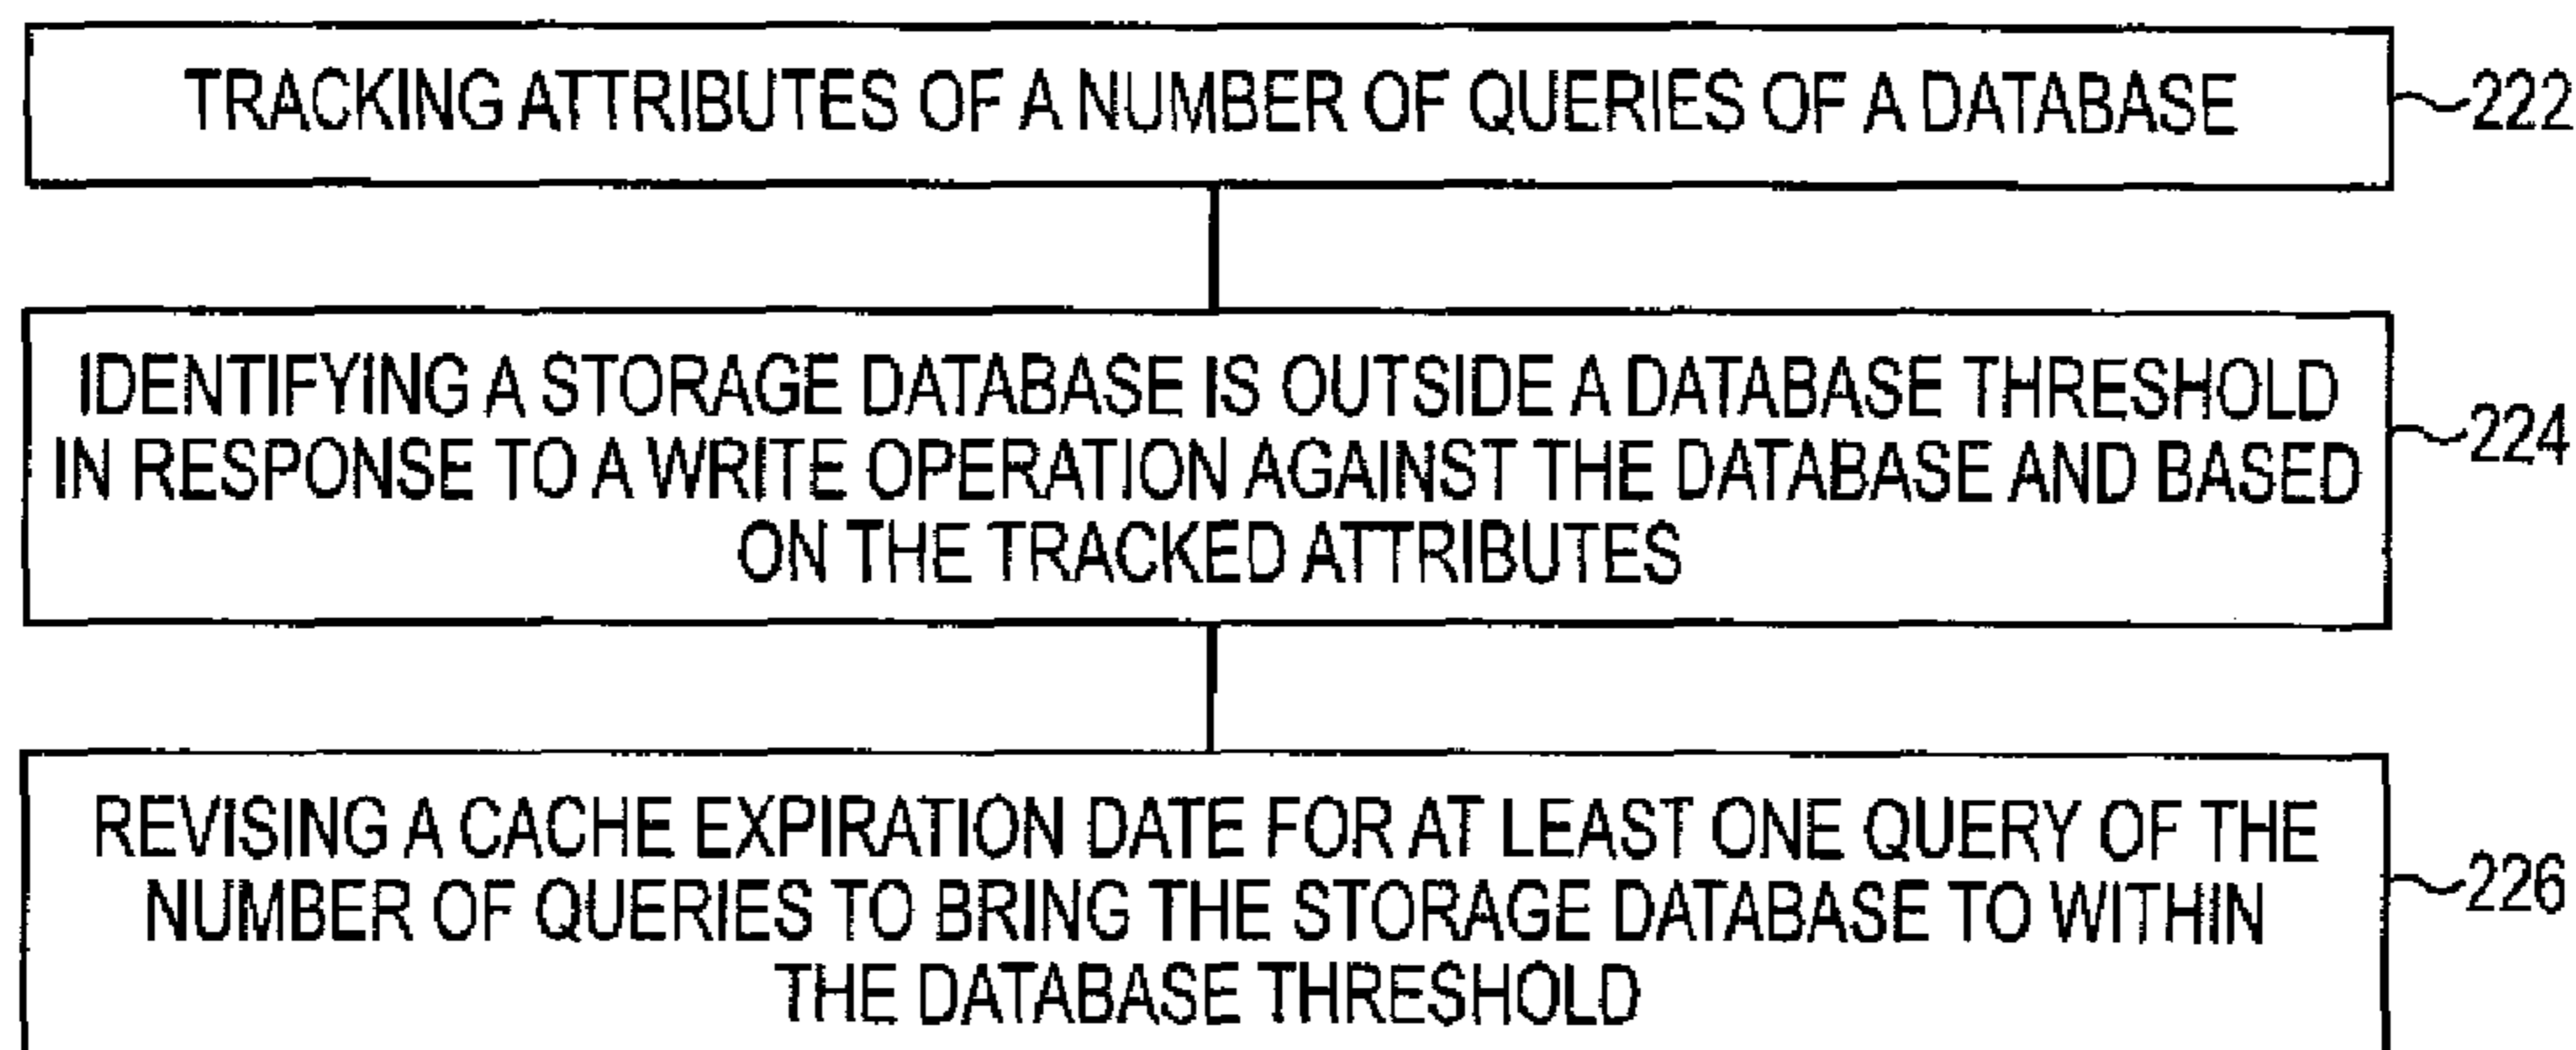 TRACKING ATTRIBUTES OF A NUMBER OF QUERIES OF A DATABASE
222
IDENTIFYING A STORAGE DATABASE IS OUTSIDE A DATABASE THRESHOLD
IN RESPONSE TO A WRITE OPERATION AGAINST THE DATABASE AND BASED
ON THE TRACKED ATTRIBUTES
224
REVISING A CACHE EXPIRATION DATE FOR AT LEAST ONE QUERY OF THE
NUMBER OF QUERIES TO BRING THE STORAGE DATABASE TO WITHIN
THE DATABASE THRESHOLD
226